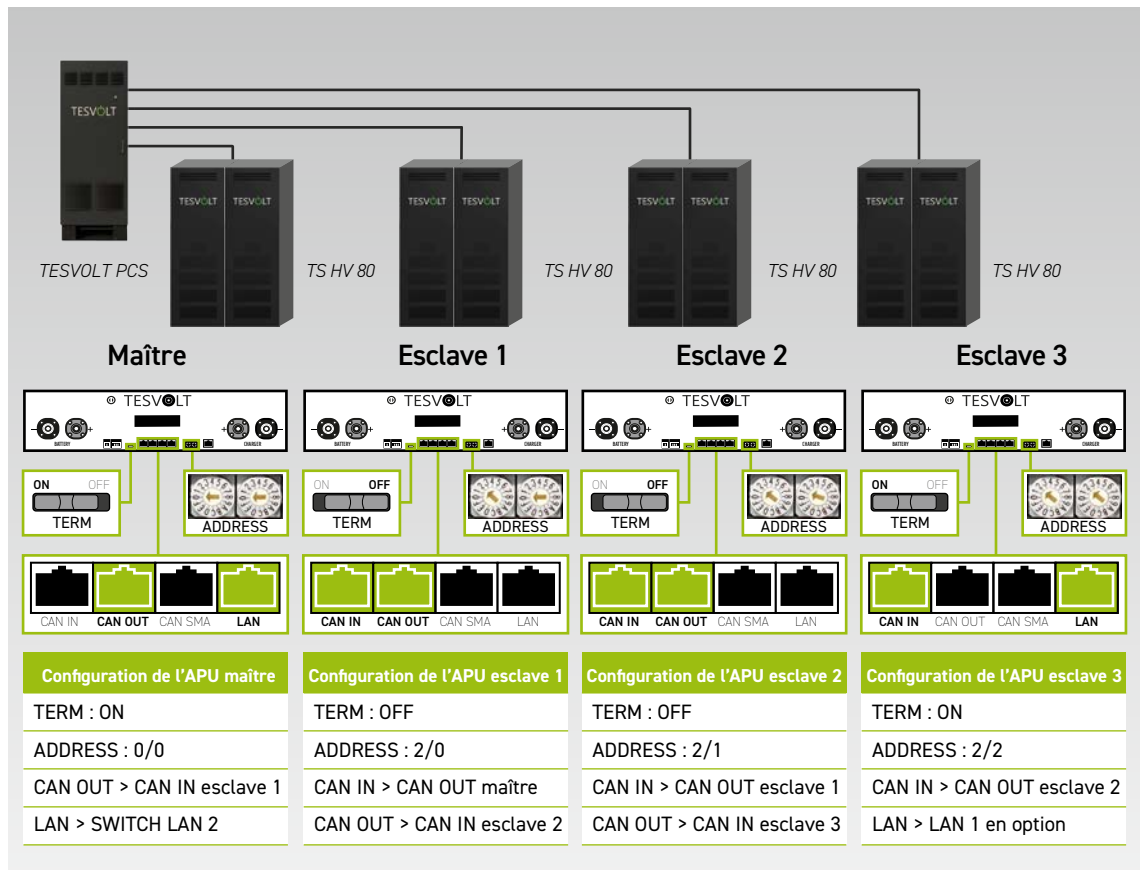 TESVOLT
TESVOLT TESVOLT
TESVOLT TESVOLT
TESVOLT TESVOLT
TESVOLT TESVOLT
TESVOLT PCS
TS HV 80
TS HV 80
TS HV 80
TS HV 80
Maître
Esclave 1
Esclave 2
Esclave 3
TESVOLT
BATTERY
CHARGER
ON OFF
TERM
ADDRESS
CAN IN CAN OUT CAN SMA LAN
TESVOLT
BATTERY
CHARGER
ON OFF
TERM
ADDRESS
CAN IN CAN OUT CAN SMA LAN
TESVOLT
BATTERY
CHARGER
ON OFF
TERM
ADDRESS
CAN IN CAN OUT CAN SMA LAN
TESVOLT
BATTERY
CHARGER
ON OFF
TERM
ADDRESS
CAN IN CAN OUT CAN SMA LAN
Configuration de l’APU maître
TERM : ON
ADDRESS : 0/0
CAN OUT > CAN IN esclave 1
LAN > SWITCH LAN 2
Configuration de l’APU esclave 1
TERM : OFF
ADDRESS : 2/0
CAN IN > CAN OUT maître
CAN OUT > CAN IN esclave 2
Configuration de l’APU esclave 2
TERM : OFF
ADDRESS : 2/1
CAN IN > CAN OUT esclave 1
CAN OUT > CAN IN esclave 3
Configuration de l’APU esclave 3
TERM : ON
ADDRESS : 2/2
CAN IN > CAN OUT esclave 2
LAN > LAN 1 en option